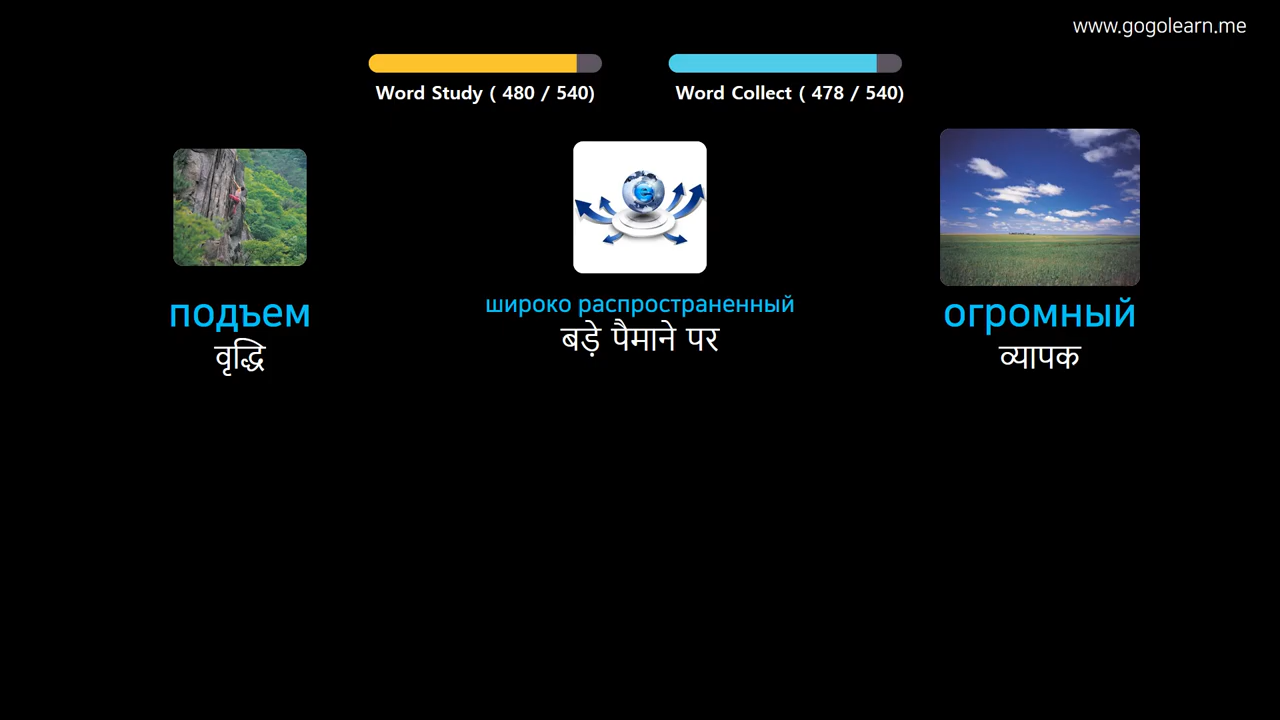 www.gogolearn.me
Word Study ( 480 / 540)
Word Collect ( 478 / 540)
подъем
वृद्धि
широко распространенный
बड़े पैमाने पर
огромный
व्यापक